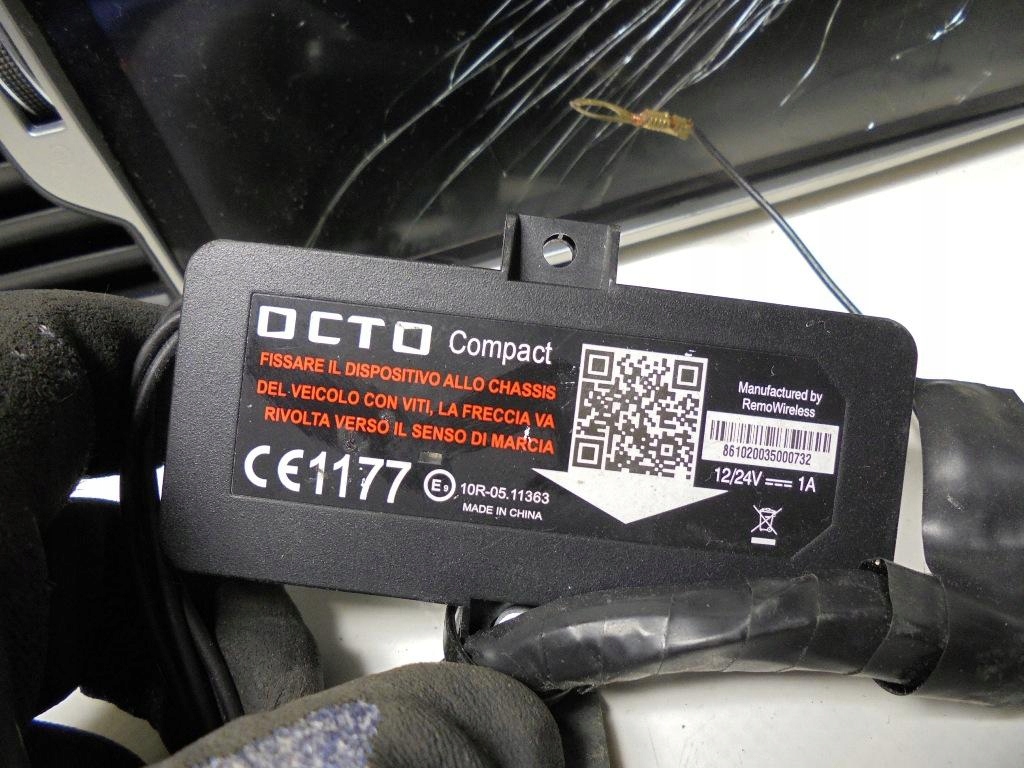 OCTO Compact
FISSARE IL DISPOSITIVO ALLO CHASSIS
DEL VEICOLO CON VITI, LA FRECCIA VA
RIVOLTA VERSO IL SENSO DI MARCIA
CE1177 E9 10R-05.11363
MADE IN CHINA
Manufactured by
RemoWireless
861020035000732
12/24V 1A